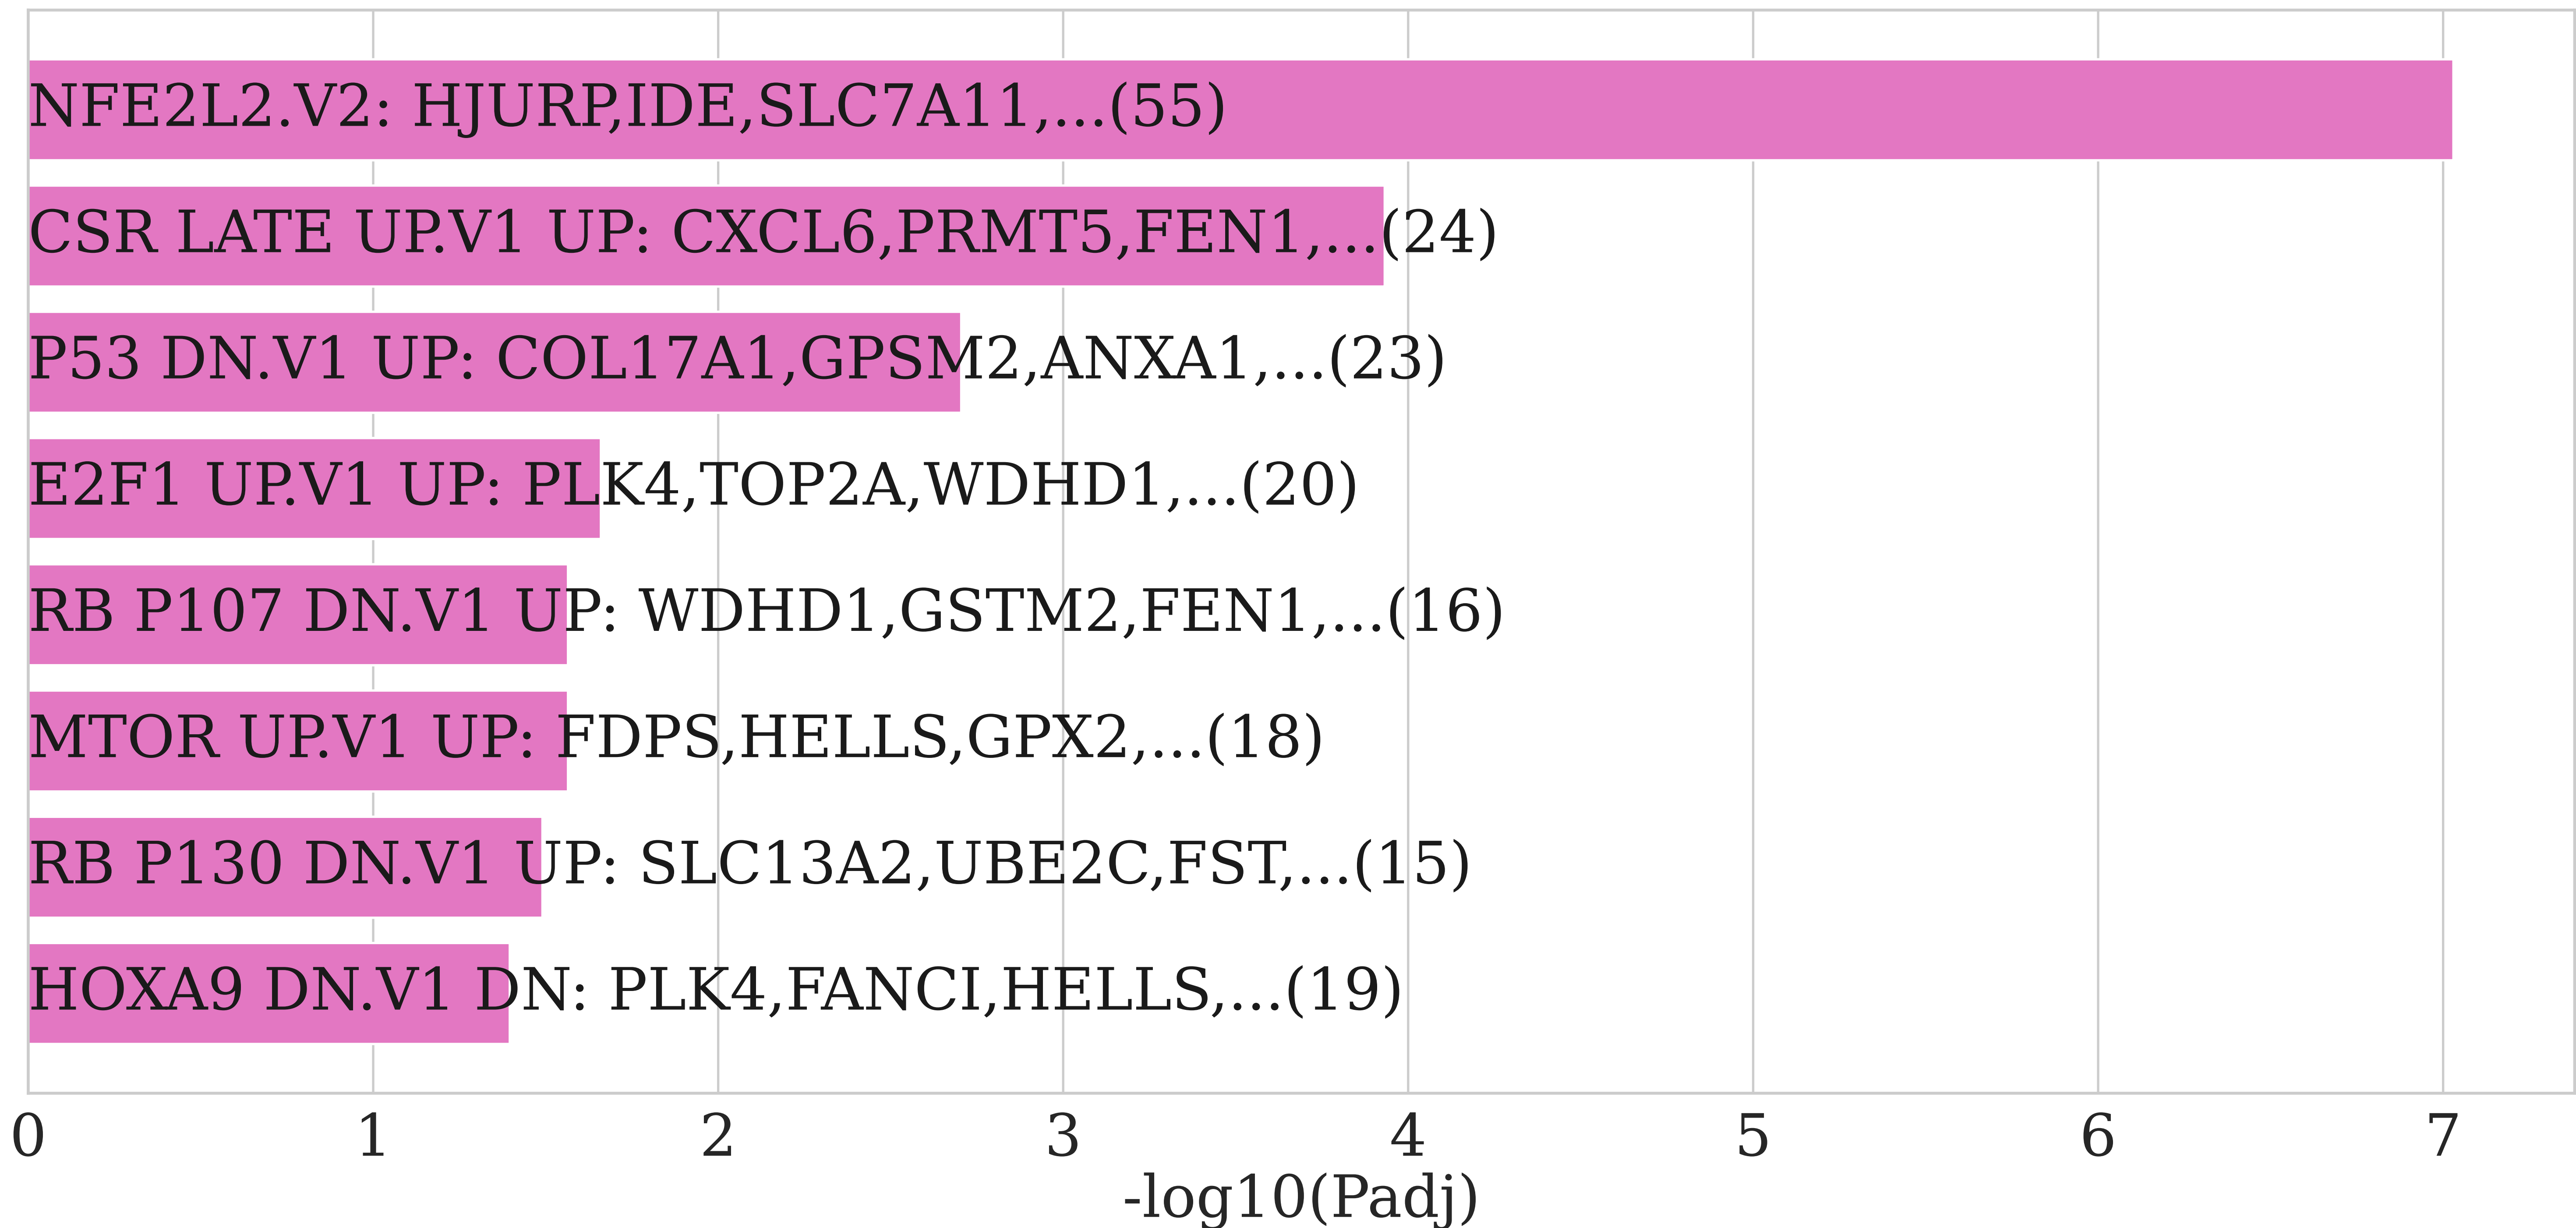 NFE2L2.V2: HJURP,IDE,SLC7A11,...(55)
CSR LATE UP.V1 UP: CXCL6,PRMT5,FEN1,...(24)
P53 DN.V1 UP: COL17A1,GPSM2,ANXA1,...(23)
E2F1 UP.V1 UP: PLK4,TOP2A,WDHD1,...(20)
RB P107 DN.V1 UP: WDHD1,GSTM2,FEN1,...(16)
MTOR UP.V1 UP: FDPS,HELLS,GPX2,...(18)
RB P130 DN.V1 UP: SLC13A2,UBE2C,FST,...(15)
HOXA9 DN.V1 DN: PLK4,FANCI,HELLS,...(19)
0 1 2 3 4 5 6 7
-log10(Padj)